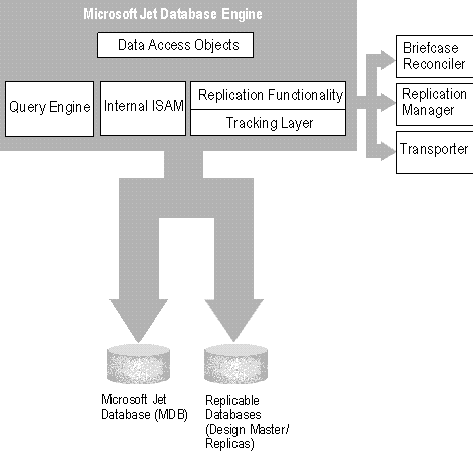 Microsoft Jet Database Engine
Data Access Objects
Query Engine
Internal ISAM
Replication Functionality
Tracking Layer
Briefcase
Reconciler
Replication
Manager
Transporter
Microsoft Jet
Database (MDB)
Replicable
Databases
(Design Master/
Replicas)